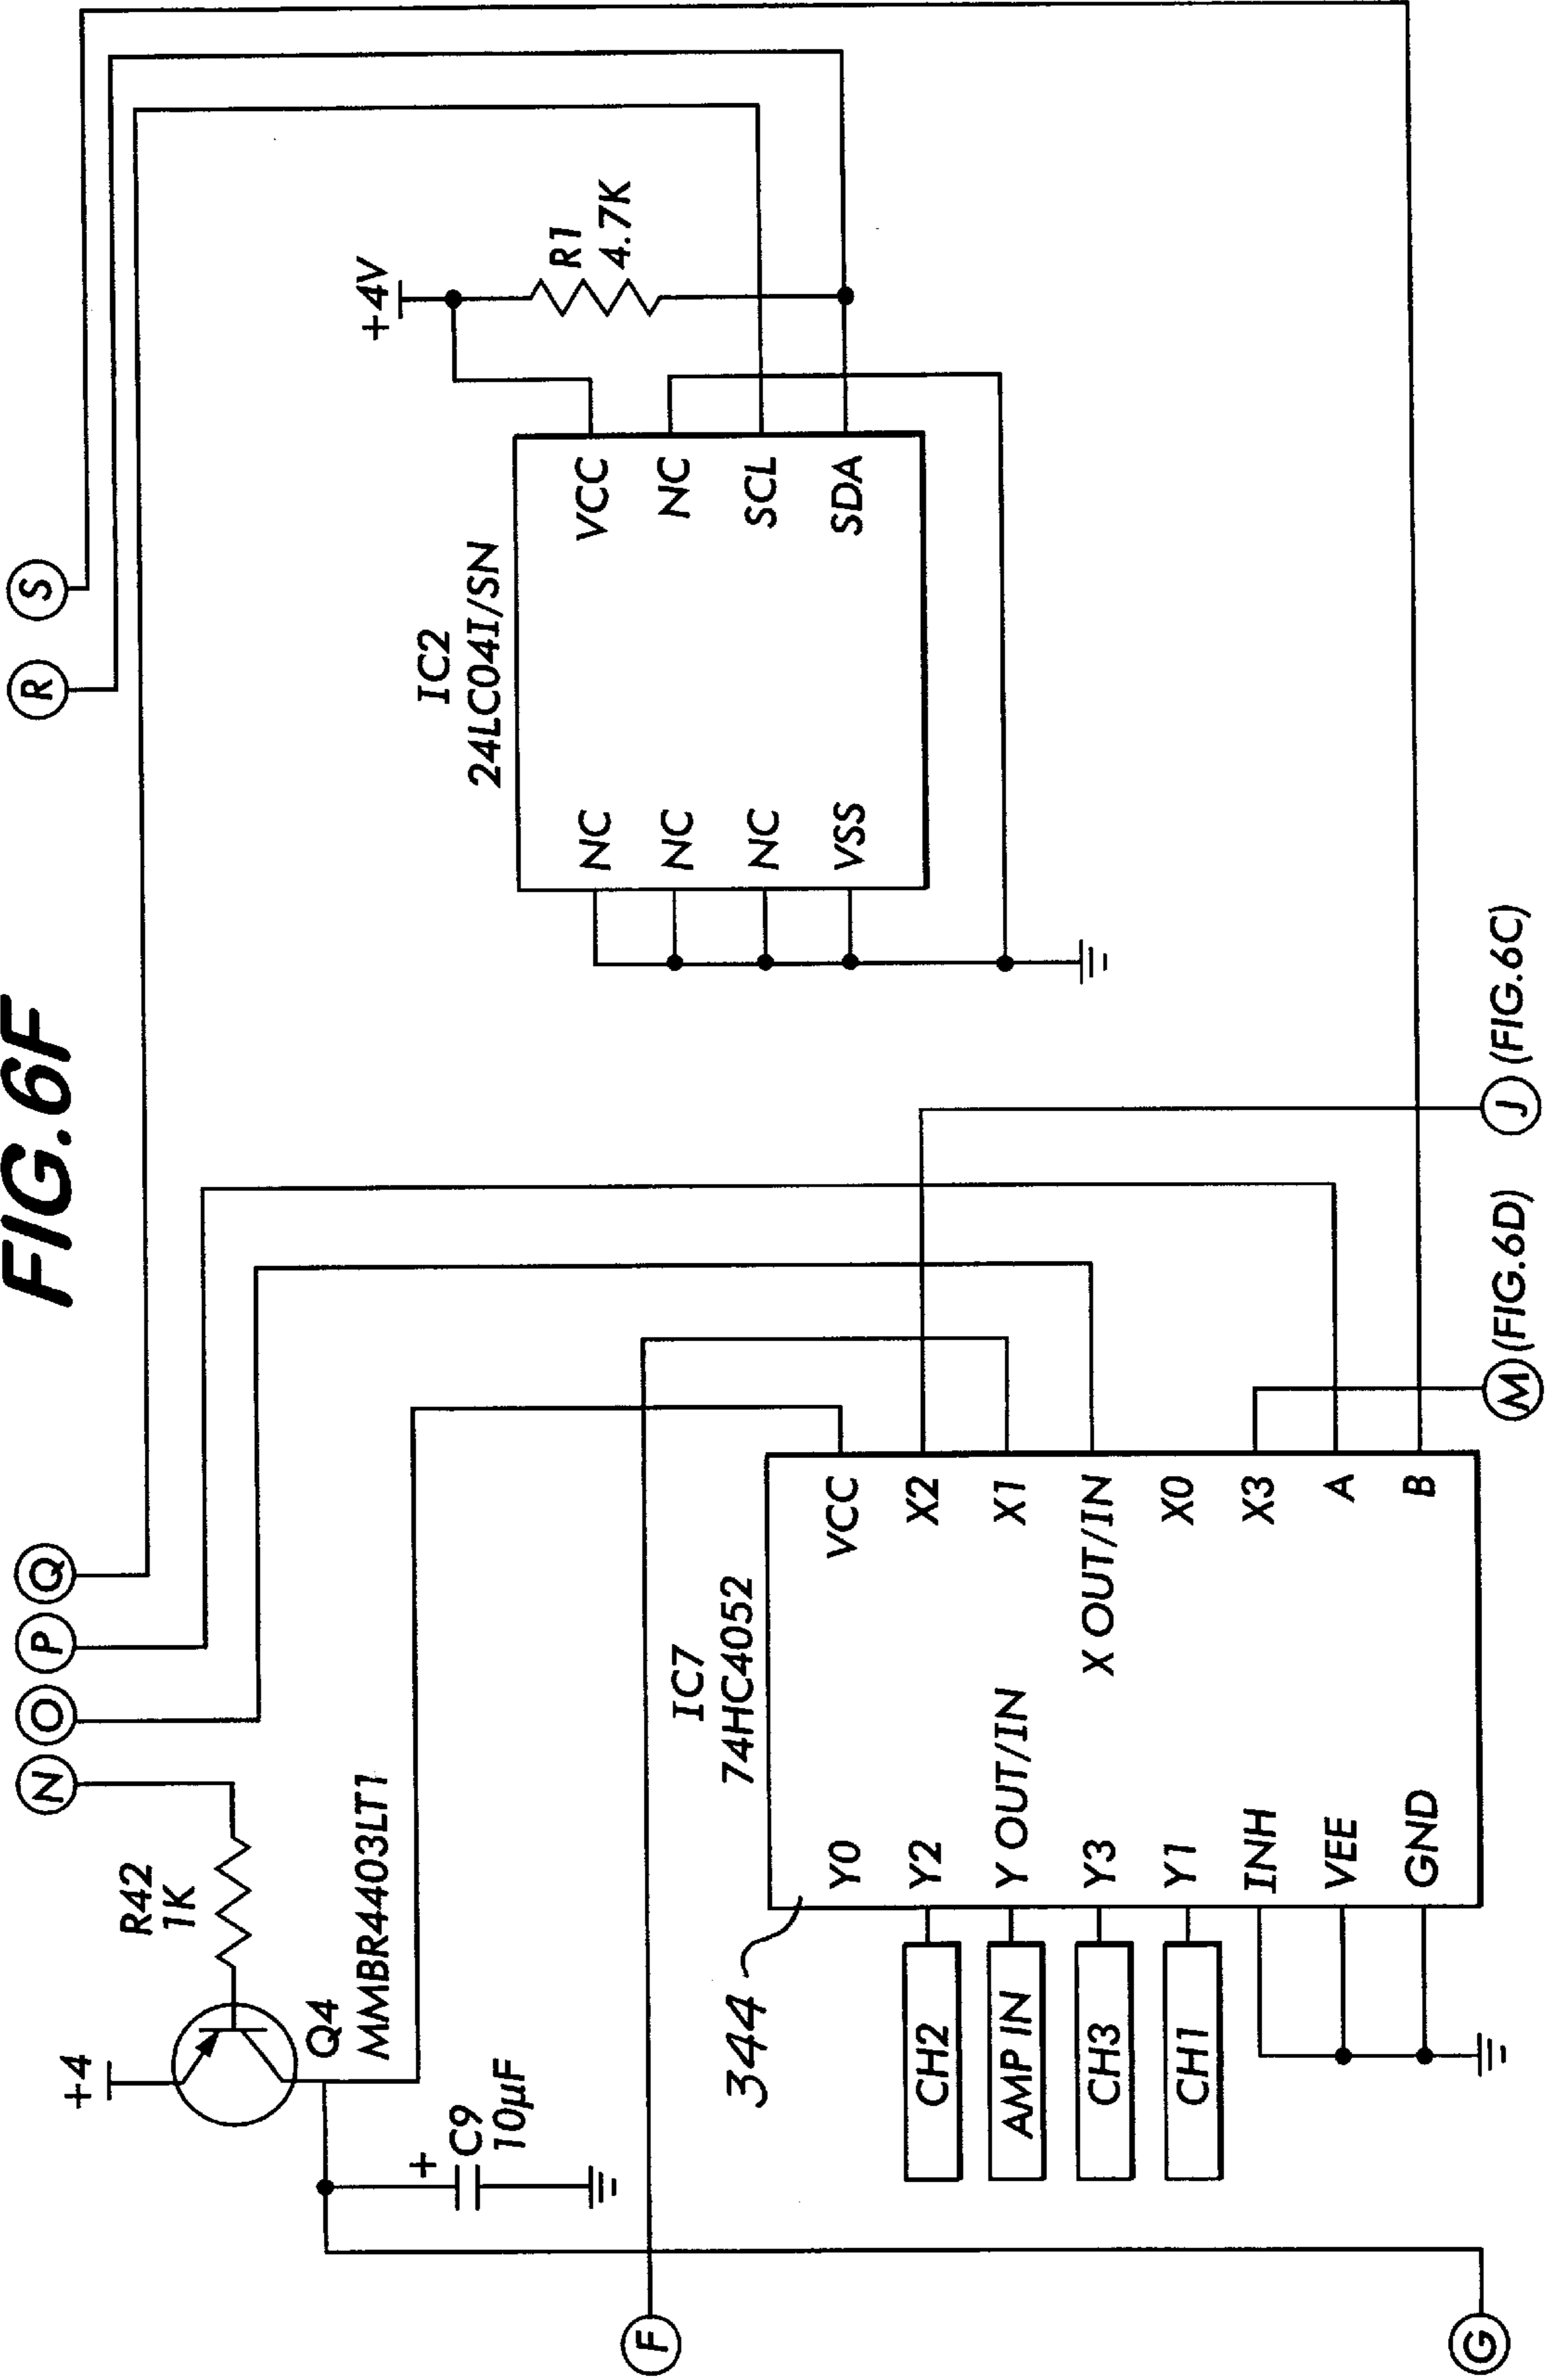 FIG.6F
N
O
P
Q
R
S
+4
R42
1K
Q4
MMBR4403LT1
+
C9
10µF
+4V
R1
4.7K
IC2
24LC04I/SN
NC
VCC
NC
NC
NC
SCL
VSS
SDA
F
344
IC7
74HC4052
Y0
VCC
CH2
Y2
X2
AMP IN
Y OUT/IN
X1
CH3
Y3
X OUT/IN
CH1
Y1
X0
INH
X3
VEE
A
GND
B
G
M (FIG.6D)
J (FIG.6C)